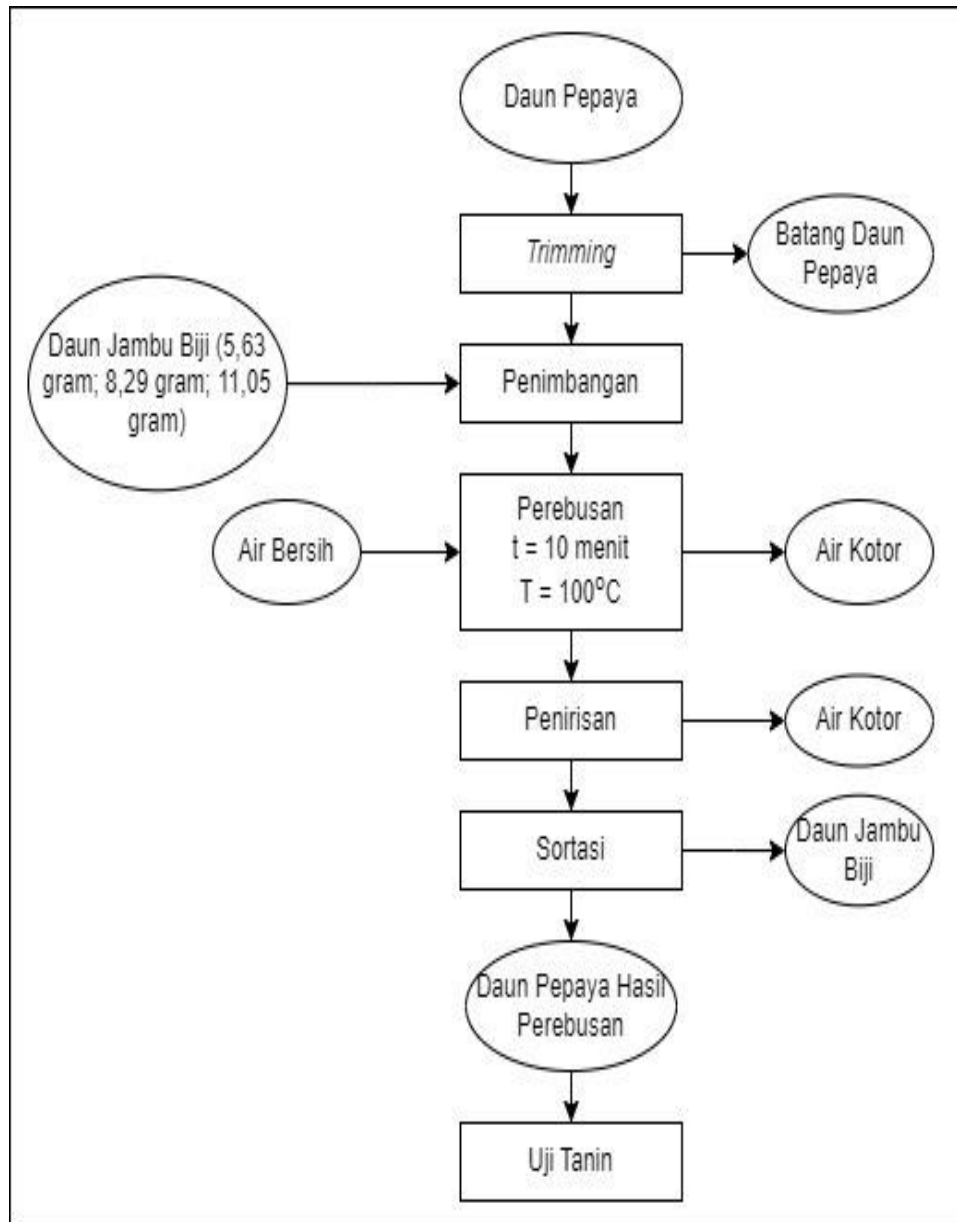 Daun Pepaya
Trimming
Batang Daun
Pepaya
Daun Jambu Biji (5,63
gram; 8,29 gram; 11,05
gram)
Penimbangan
Air Bersih
Perebusan
t = 10 menit
T = 100°C
Air Kotor
Penirisan
Air Kotor
Sortasi
Daun Jambu
Biji
Daun Pepaya Hasil
Perebusan
Uji Tanin